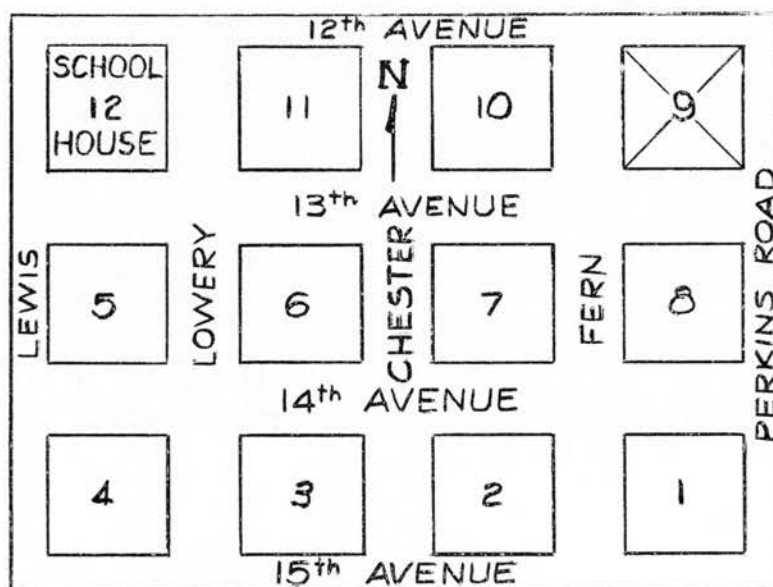 12th AVENUE
SCHOOL
12
HOUSE
11
N
10
9
13th AVENUE
LEWIS
5
LOWERY
6
CHESTER
7
FERN
8
PERKINS ROAD
14th AVENUE
4
3
2
1
15th AVENUE